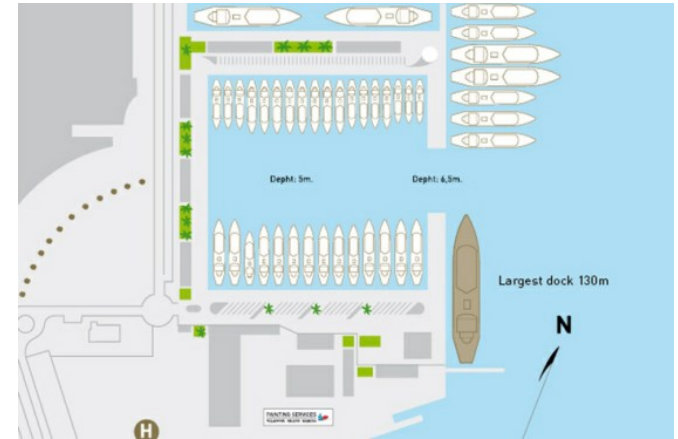 Depht: 5m.
Depht: 6,5m.
Largest dock 130m
N
PAINTING SERVICES
H